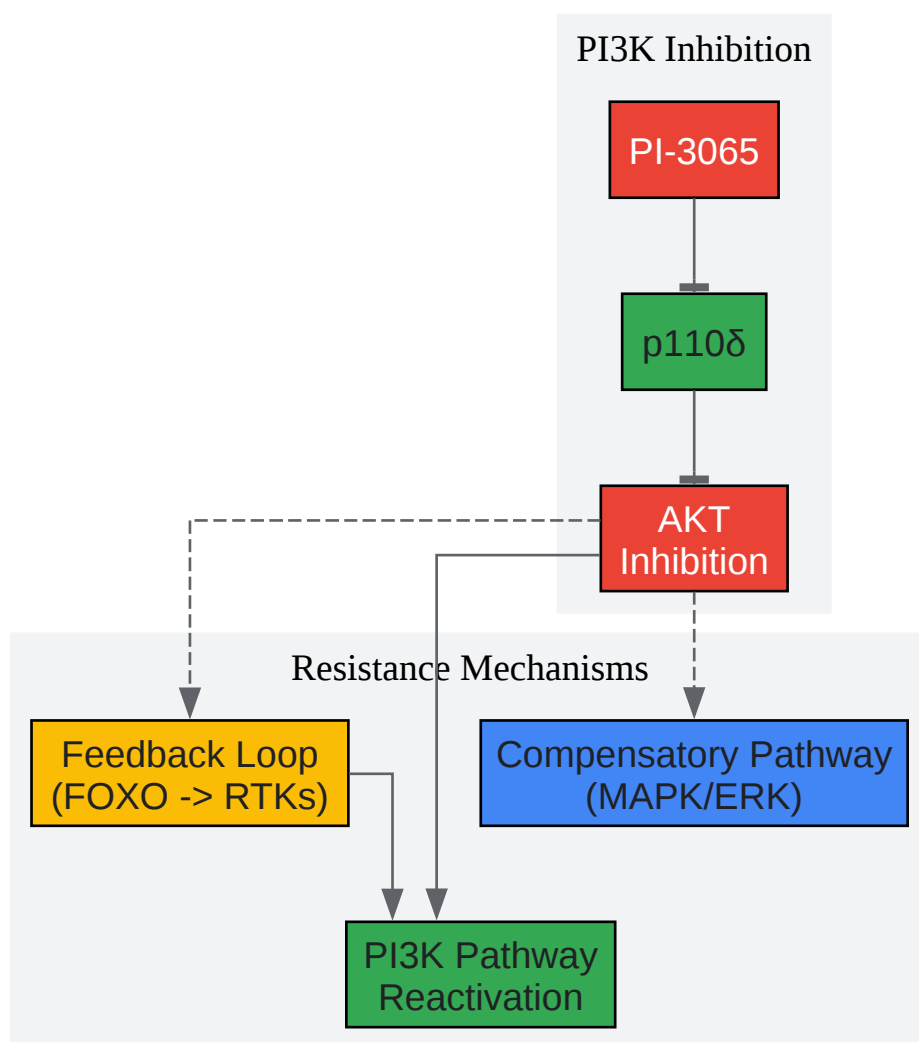 PI3K Inhibition
PI-3065
p110δ
AKT
Inhibition
Resistance Mechanisms
Feedback Loop
(FOXO -> RTKs)
Compensatory Pathway
(MAPK/ERK)
PI3K Pathway
Reactivation